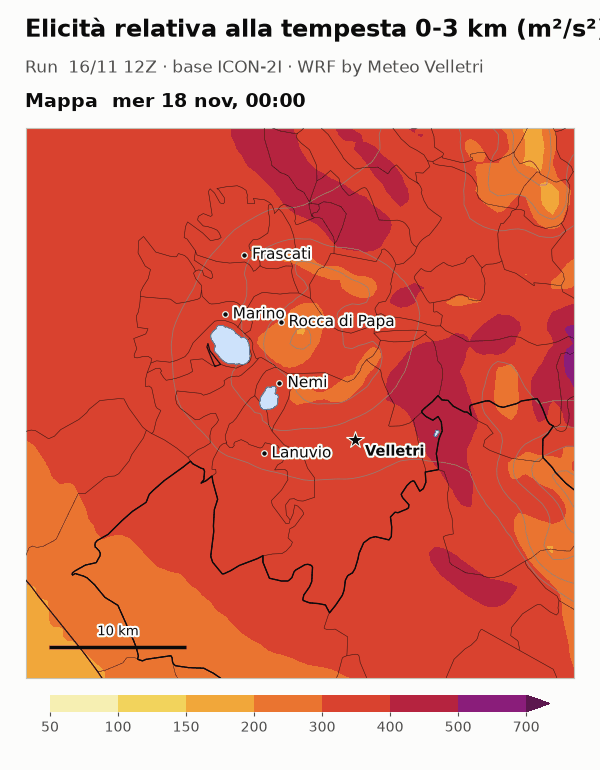 Elicità relativa alla tempesta 0-3 km (m²/s²)
Run  16/11 12Z · base ICON-2I · WRF by Meteo Velletri
Mappa  mer 18 nov, 00:00
Frascati
Marino
Rocca di Papa
Nemi
Velletri
Lanuvio
10 km
50 100 150 200 300 400 500 700